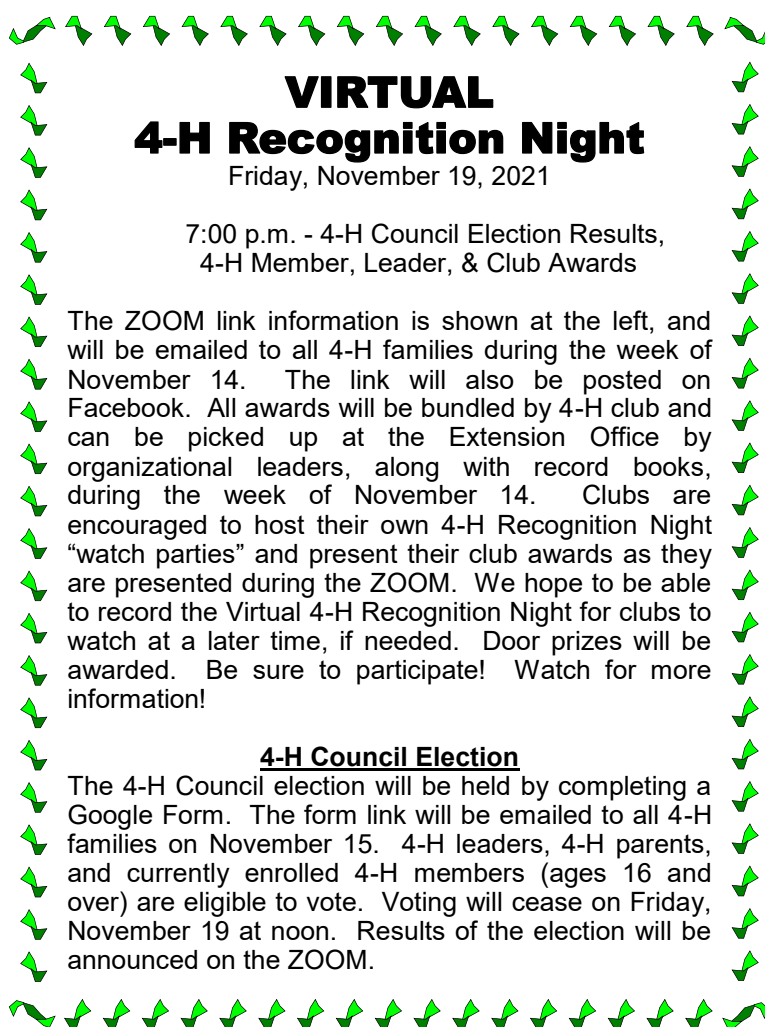 VIRTUAL
4-H Recognition Night
Friday, November 19, 2021
7:00 p.m. - 4-H Council Election Results,
4-H Member, Leader, & Club Awards
The ZOOM link information is shown at the left, and
will be emailed to all 4-H families during the week of
November 14. The link will also be posted on
Facebook. All awards will be bundled by 4-H club and
can be picked up at the Extension Office by
organizational leaders, along with record books,
during the week of November 14. Clubs are
encouraged to host their own 4-H Recognition Night
“watch parties” and present their club awards as they
are presented during the ZOOM. We hope to be able
to record the Virtual 4-H Recognition Night for clubs to
watch at a later time, if needed. Door prizes will be
awarded. Be sure to participate! Watch for more
information!
4-H Council Election
The 4-H Council election will be held by completing a
Google Form. The form link will be emailed to all 4-H
families on November 15. 4-H leaders, 4-H parents,
and currently enrolled 4-H members (ages 16 and
over) are eligible to vote. Voting will cease on Friday,
November 19 at noon. Results of the election will be
announced on the ZOOM.